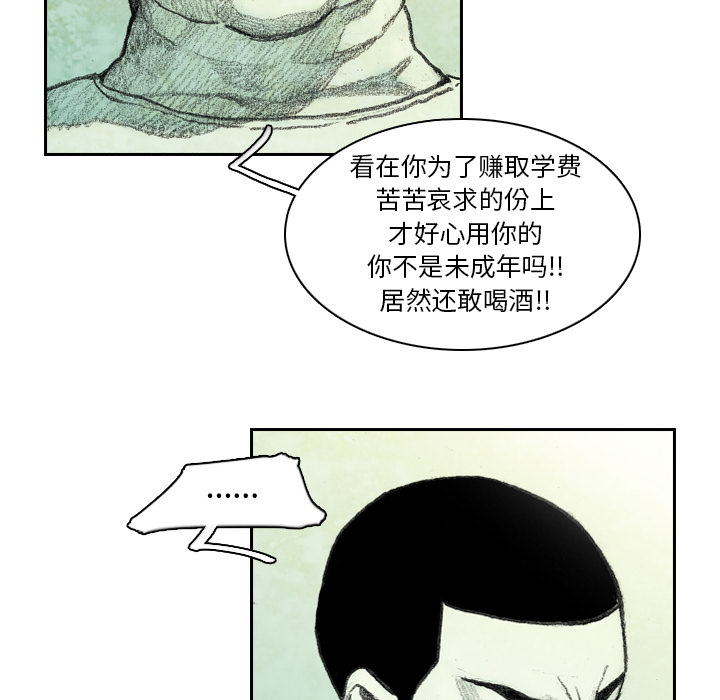 看在你为了赚取学费
苦苦哀求的份上
才好心用你的
你不是未成年吗!!
居然还敢喝酒!!
……